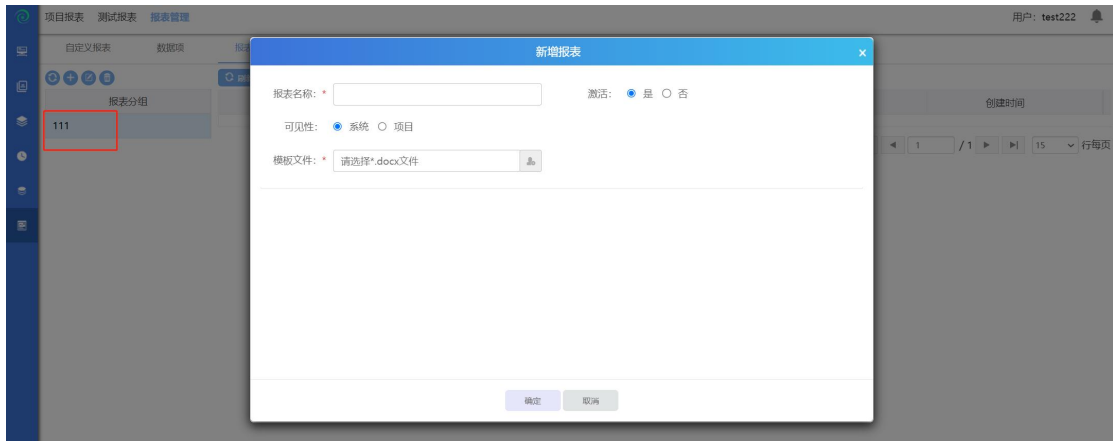 项目报表 测试报表 报表管理 用户: test222
自定义报表 数据项
新增报表 ×
报表分组
111
报表名称: *
激活: 是 否
可见性: 系统 项目
模板文件: * 请选择*.docx文件
创建时间
1 / 1 15 行每页
确定 取消